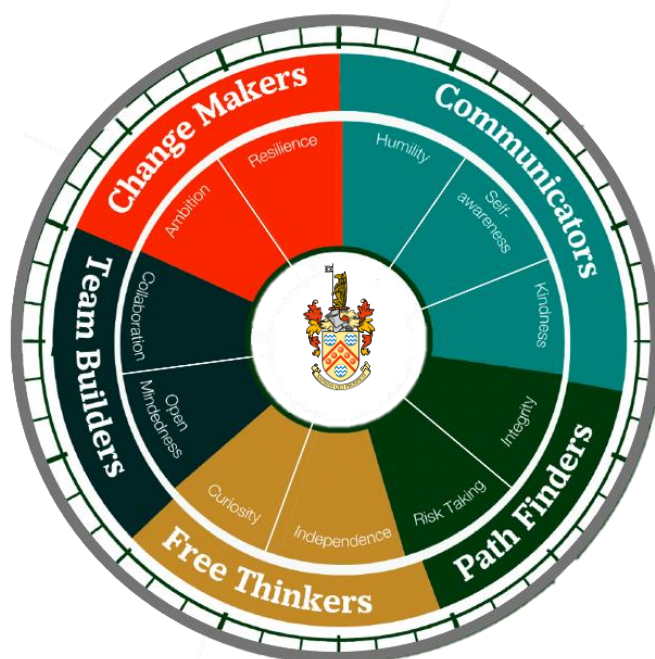 Change Makers
Resilience
Ambition
Communicators
Humility
Self-
awareness
Kindness
Path Finders
Integrity
Risk Taking
Free Thinkers
Independence
Curiosity
Team Builders
Open
Mindedness
Collaboration